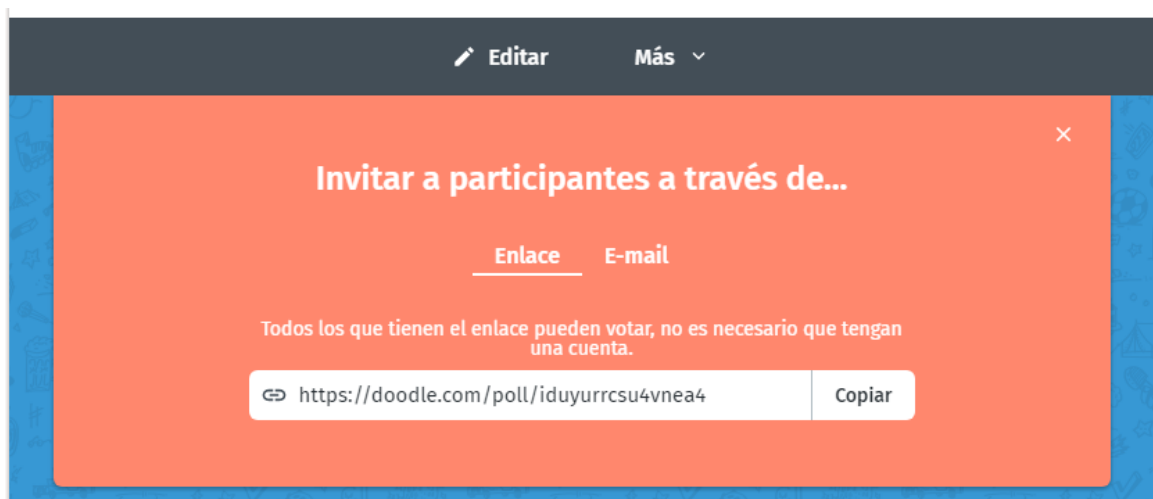 Editar Más
Invitar a participantes a través de...
Enlace E-mail
Todos los que tienen el enlace pueden votar, no es necesario que tengan
una cuenta.
https://doodle.com/poll/iduyurrcsu4vnea4 Copiar